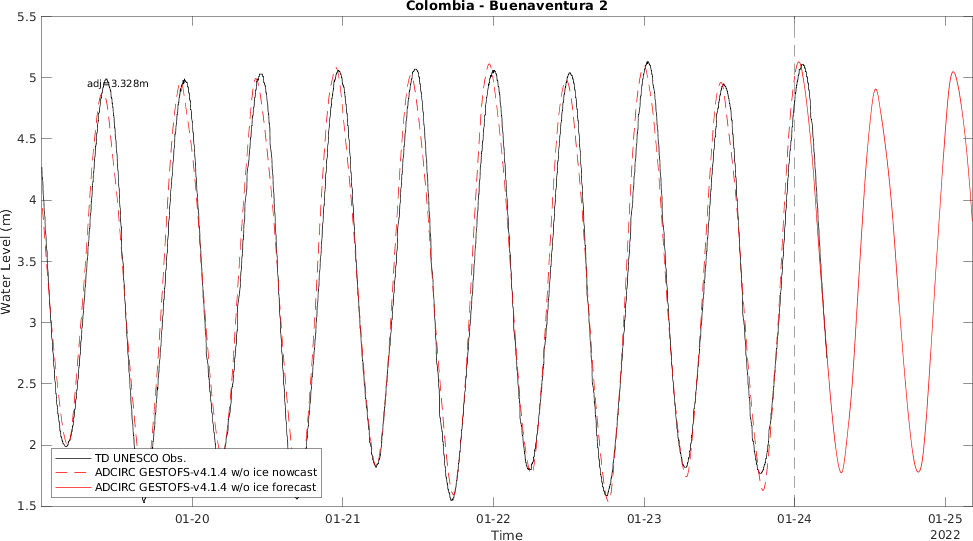 Colombia - Buenaventura 2
5.5
5
4.5
4
3.5
3
2.5
2
1.5
Water Level (m)
adj=3.328m
TD UNESCO Obs.
ADCIRC GESTOFS-v4.1.4 w/o ice nowcast
ADCIRC GESTOFS-v4.1.4 w/o ice forecast
01-20 01-21 01-22 01-23 01-24 01-25
Time 2022